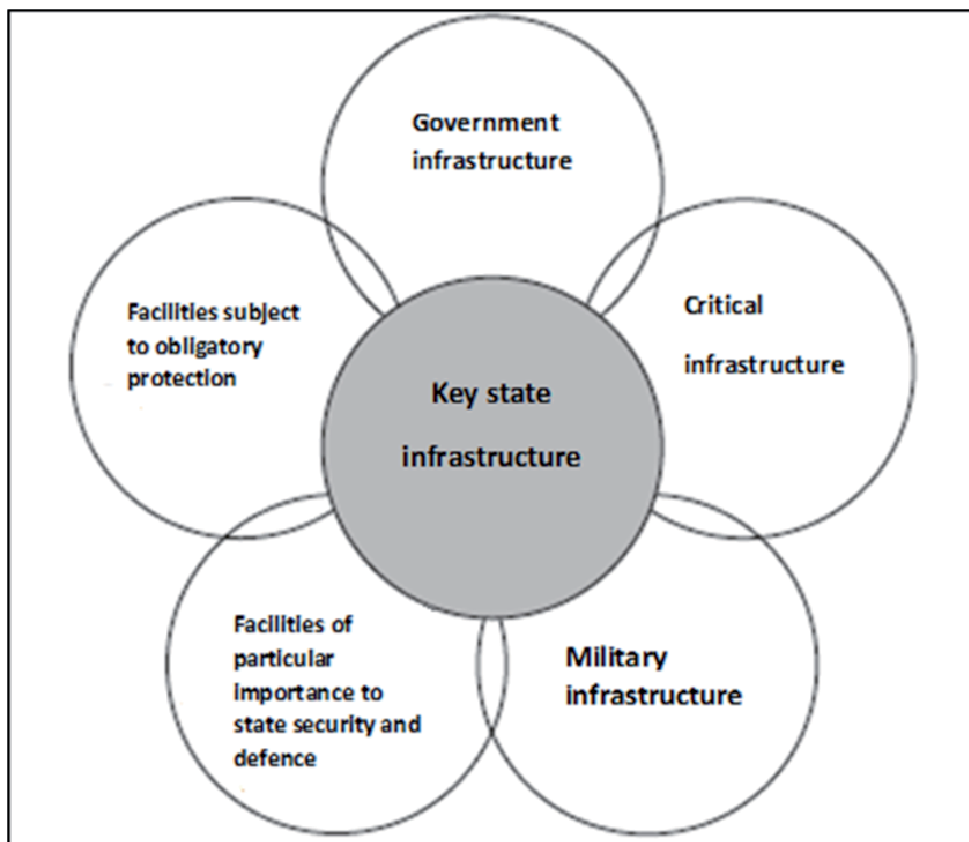 Government
infrastructure
Facilities subject
to obligatory
protection
Critical
infrastructure
Key state
infrastructure
Facilities of
particular
importance to
state security and
defence
Military
infrastructure